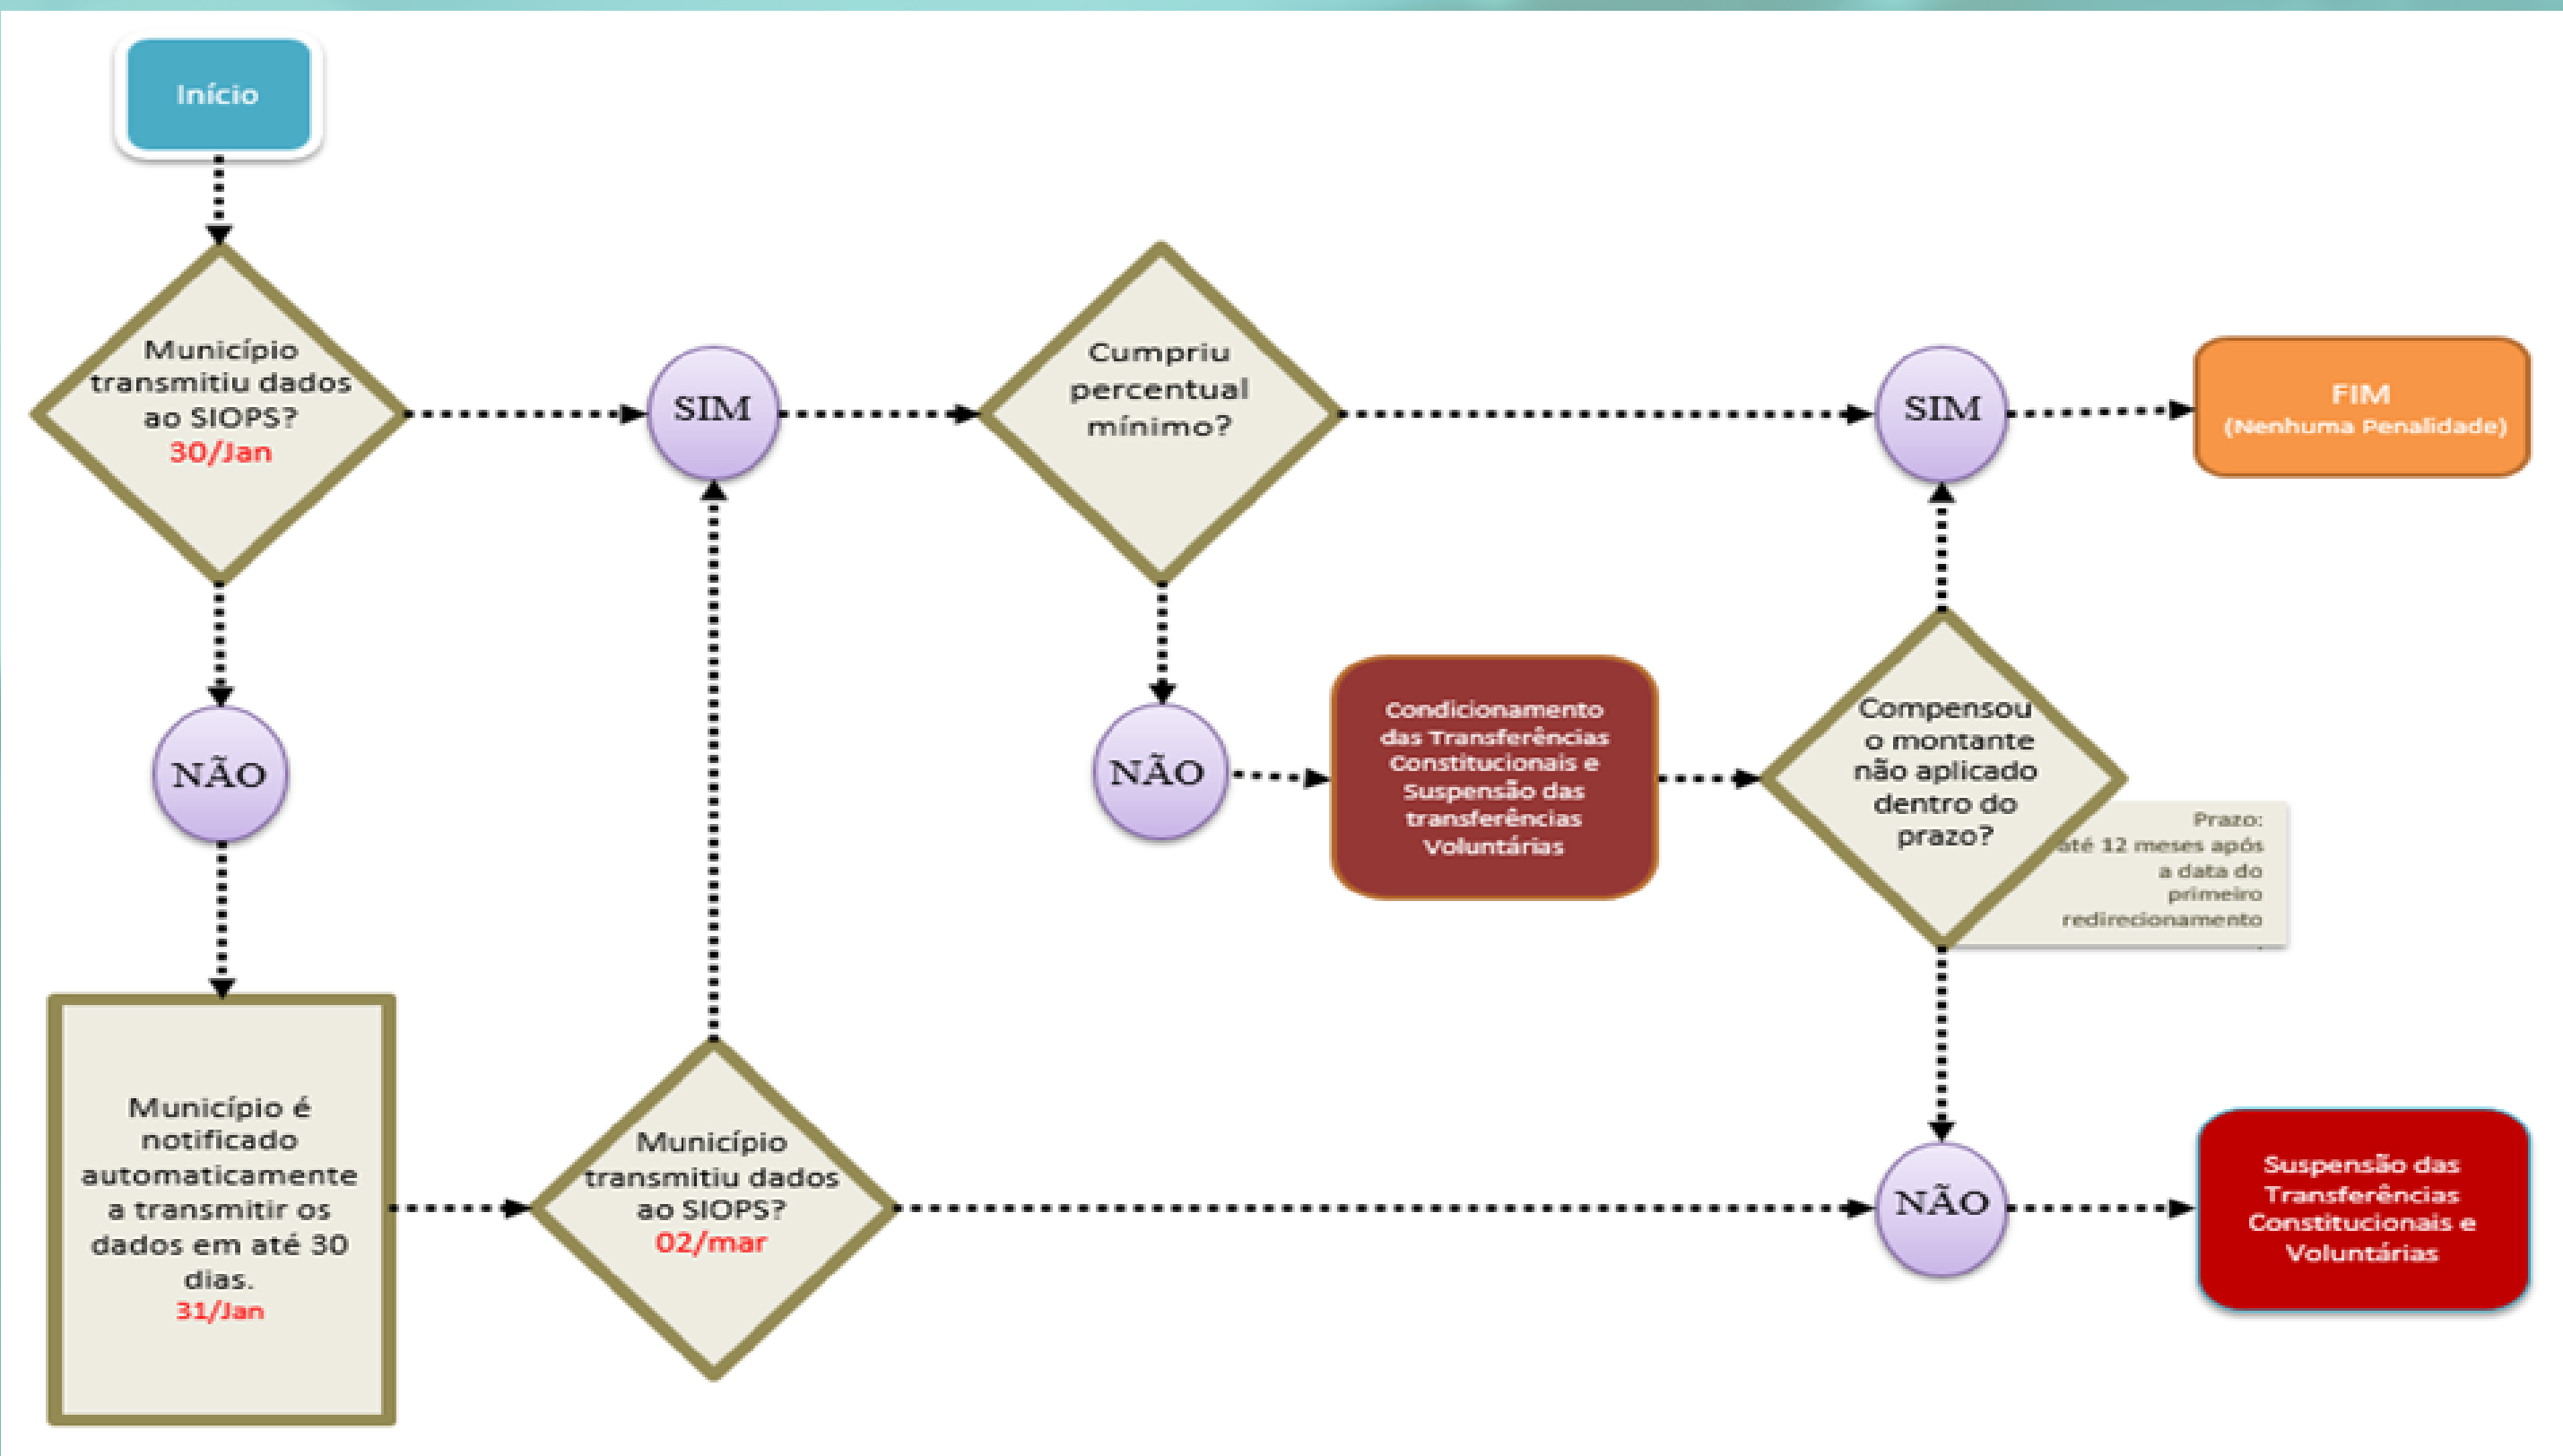 Início
Município
transmitiu dados
ao SIOPS?
30/Jan
SIM
Cumpriu
percentual
mínimo?
SIM
FIM
(Nenhuma Penalidade)
NÃO
NÃO
Condicionamento
das Transferências
Constitucionais e
Suspensão das
transferências
Voluntárias
Compensou
o montante
não aplicado
dentro do
prazo?
Prazo:
até 12 meses após
a data do
primeiro
redirecionamento
.
Município é
notificado
automaticamente
a transmitir os
dados em até 30
dias.
31/Jan
Município
transmitiu dados
ao SIOPS?
02/mar
NÃO
Suspensão das
Transferências
Constitucionais e
Voluntárias